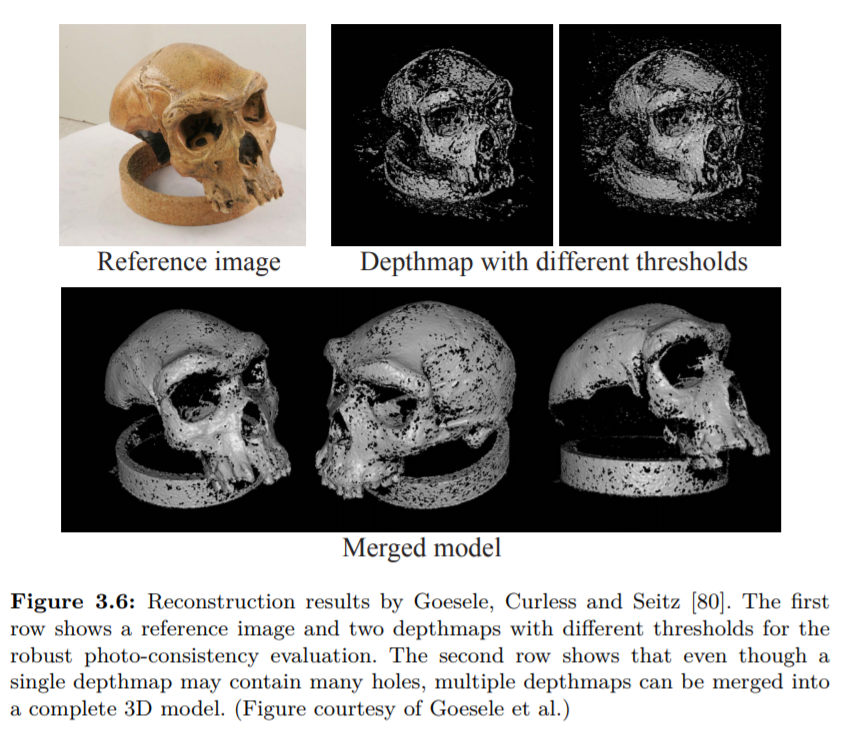 Reference image
Depthmap with different thresholds
Merged model
Figure 3.6: Reconstruction results by Goesele, Curless and Seitz [80]. The first
row shows a reference image and two depthmaps with different thresholds for the
robust photo-consistency evaluation. The second row shows that even though a
single depthmap may contain many holes, multiple depthmaps can be merged into
a complete 3D model. (Figure courtesy of Goesele et al.)